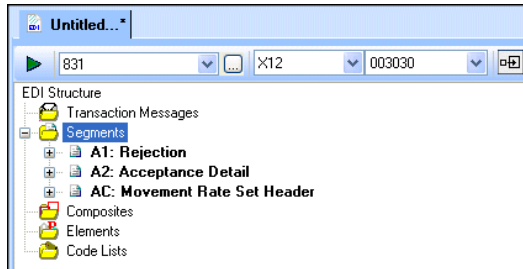 EDI Untitled...*
831 ... X12 003030
EDI Structure
Transaction Messages
Segments
A1: Rejection
A2: Acceptance Detail
AC: Movement Rate Set Header
Composites
Elements
Code Lists